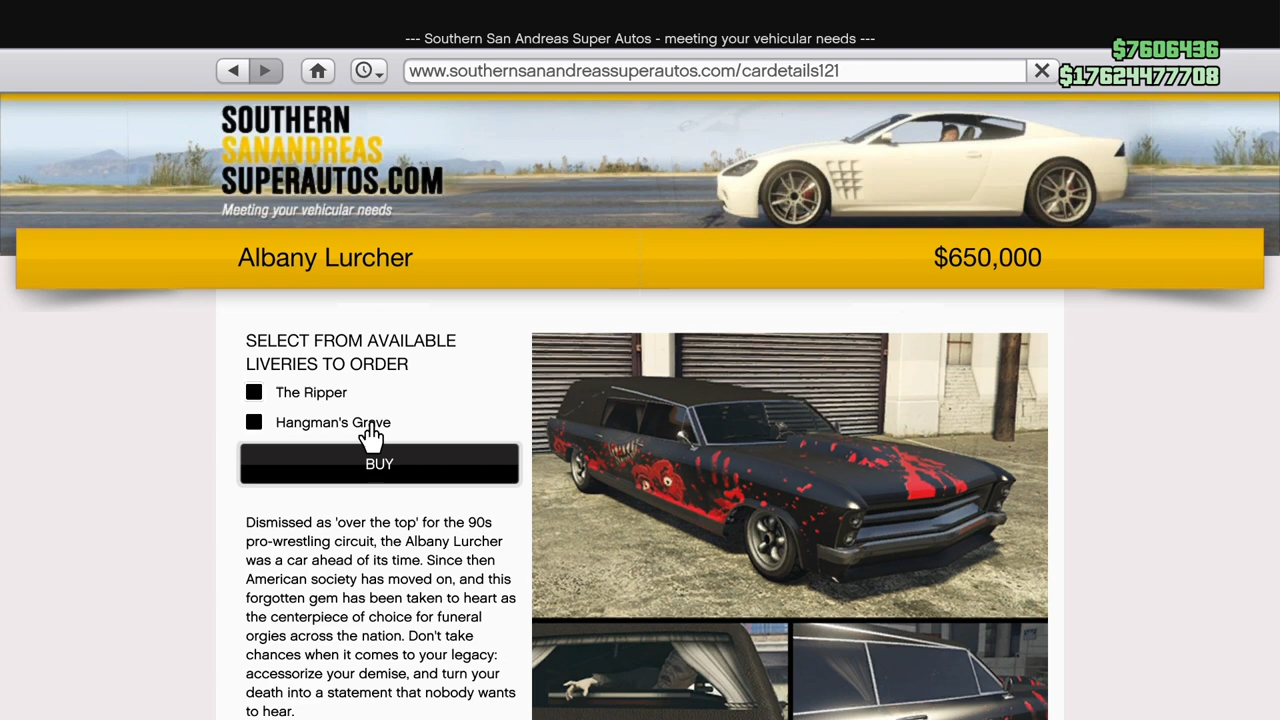 --- Southern San Andreas Super Autos - meeting your vehicular needs ---
$7606436
www.southernsanandreassuperautos.com/cardetails121
$17624477708
SOUTHERN
SANANDREAS
SUPERAUTOS.COM
Meeting your vehicular needs
Albany Lurcher
$650,000
SELECT FROM AVAILABLE
LIVERIES TO ORDER
The Ripper
Hangman's Grove
BUY
Dismissed as 'over the top' for the 90s
pro-wrestling circuit, the Albany Lurcher
was a car ahead of its time. Since then
American society has moved on, and this
forgotten gem has been taken to heart as
the centerpiece of choice for funeral
orgies across the nation. Don't take
chances when it comes to your legacy:
accessorize your demise, and turn your
death into a statement that nobody wants
to hear.